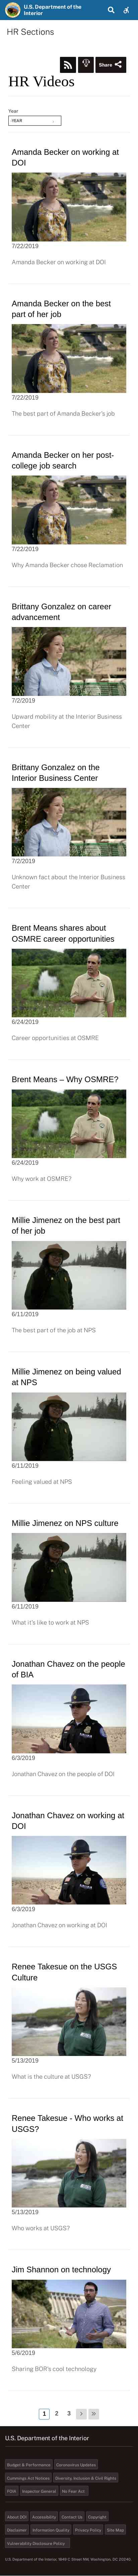 U.S. Department of the
Interior
HR Sections
Share
HR Videos
Year
-YEAR
Amanda Becker on working at
DOI
7/22/2019
Amanda Becker on working at DOI
Amanda Becker on the best
part of her job
7/22/2019
The best part of Amanda Becker's job
Amanda Becker on her post-
college job search
7/22/2019
Why Amanda Becker chose Reclamation
Brittany Gonzalez on career
advancement
7/2/2019
Upward mobility at the Interior Business
Center
Brittany Gonzalez on the
Interior Business Center
7/2/2019
Unknown fact about the Interior Business
Center
Brent Means shares about
OSMRE career opportunities
6/24/2019
Career opportunities at OSMRE
Brent Means – Why OSMRE?
6/24/2019
Why work at OSMRE?
Millie Jimenez on the best part
of her job
6/11/2019
The best part of the job at NPS
Millie Jimenez on being valued
at NPS
6/11/2019
Feeling valued at NPS
Millie Jimenez on NPS culture
6/11/2019
What it's like to work at NPS
Jonathan Chavez on the people
of BIA
6/3/2019
Jonathan Chavez on the people of DOI
Jonathan Chavez on working at
DOI
6/3/2019
Jonathan Chavez on working at DOI
Renee Takesue on the USGS
Culture
5/13/2019
What is the culture at USGS?
Renee Takesue - Who works at
USGS?
5/13/2019
Who works at USGS?
Jim Shannon on technology
5/6/2019
Sharing BOR's cool technology
1 2 3 › »
U.S. Department of the Interior
Budget & Performance Coronavirus Updates
Cummings Act Notices Diversity, Inclusion & Civil Rights
FOIA Inspector General No Fear Act
About DOI Accessibility Contact Us Copyright
Disclaimer Information Quality Privacy Policy Site Map
Vulnerability Disclosure Policy
U.S. Department of the Interior, 1849 C Street NW, Washington, DC 20240.